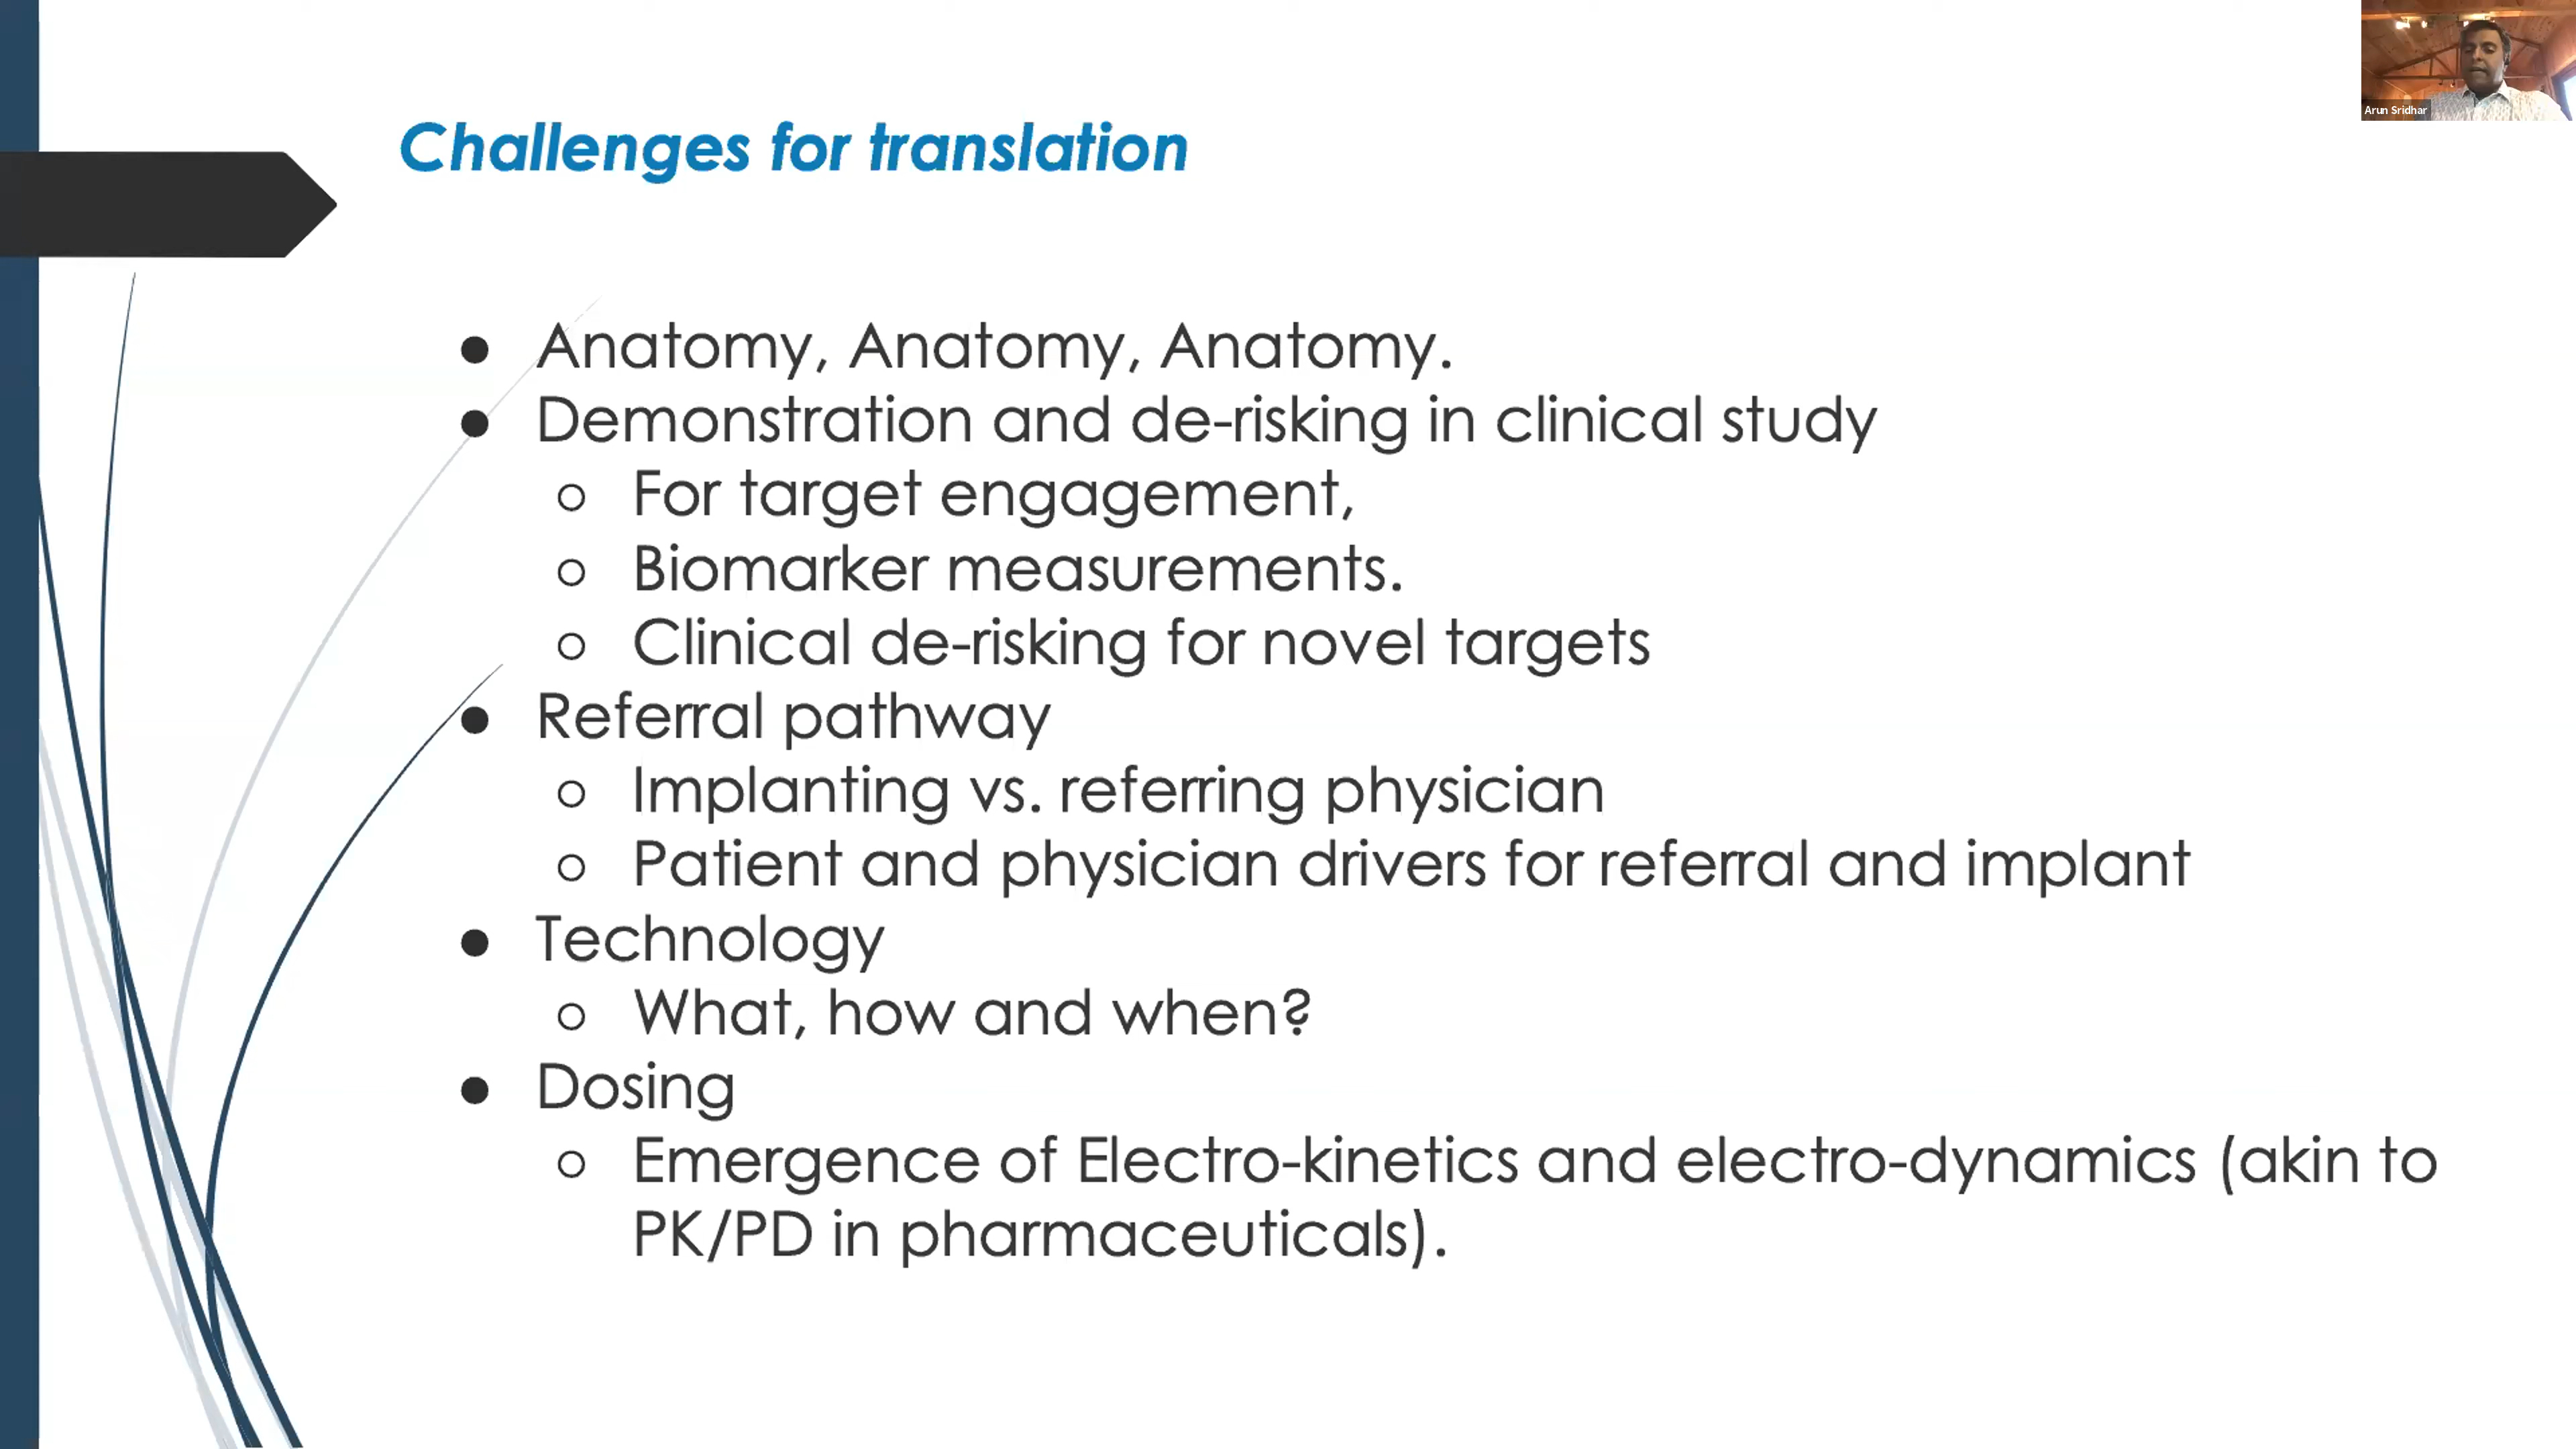 Arun Sridhar
Challenges for translation
● Anatomy, Anatomy, Anatomy.
● Demonstration and de-risking in clinical study
○ For target engagement,
○ Biomarker measurements.
○ Clinical de-risking for novel targets
● Referral pathway
○ Implanting vs. referring physician
○ Patient and physician drivers for referral and implant
● Technology
○ What, how and when?
● Dosing
○ Emergence of Electro-kinetics and electro-dynamics (akin to
PK/PD in pharmaceuticals).